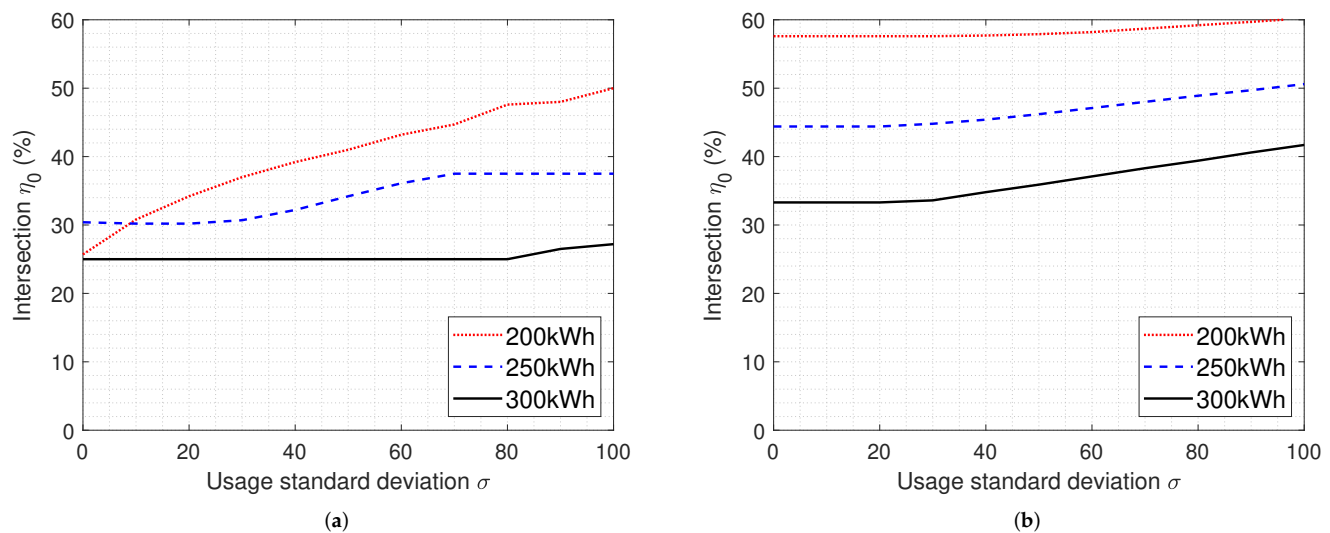 60
50
40
30
20
10
0
Intersection η0 (%)
200kWh
250kWh
300kWh
0 20 40 60 80 100
Usage standard deviation σ
(a)
60
50
40
30
20
10
0
Intersection η0 (%)
200kWh
250kWh
300kWh
0 20 40 60 80 100
Usage standard deviation σ
(b)